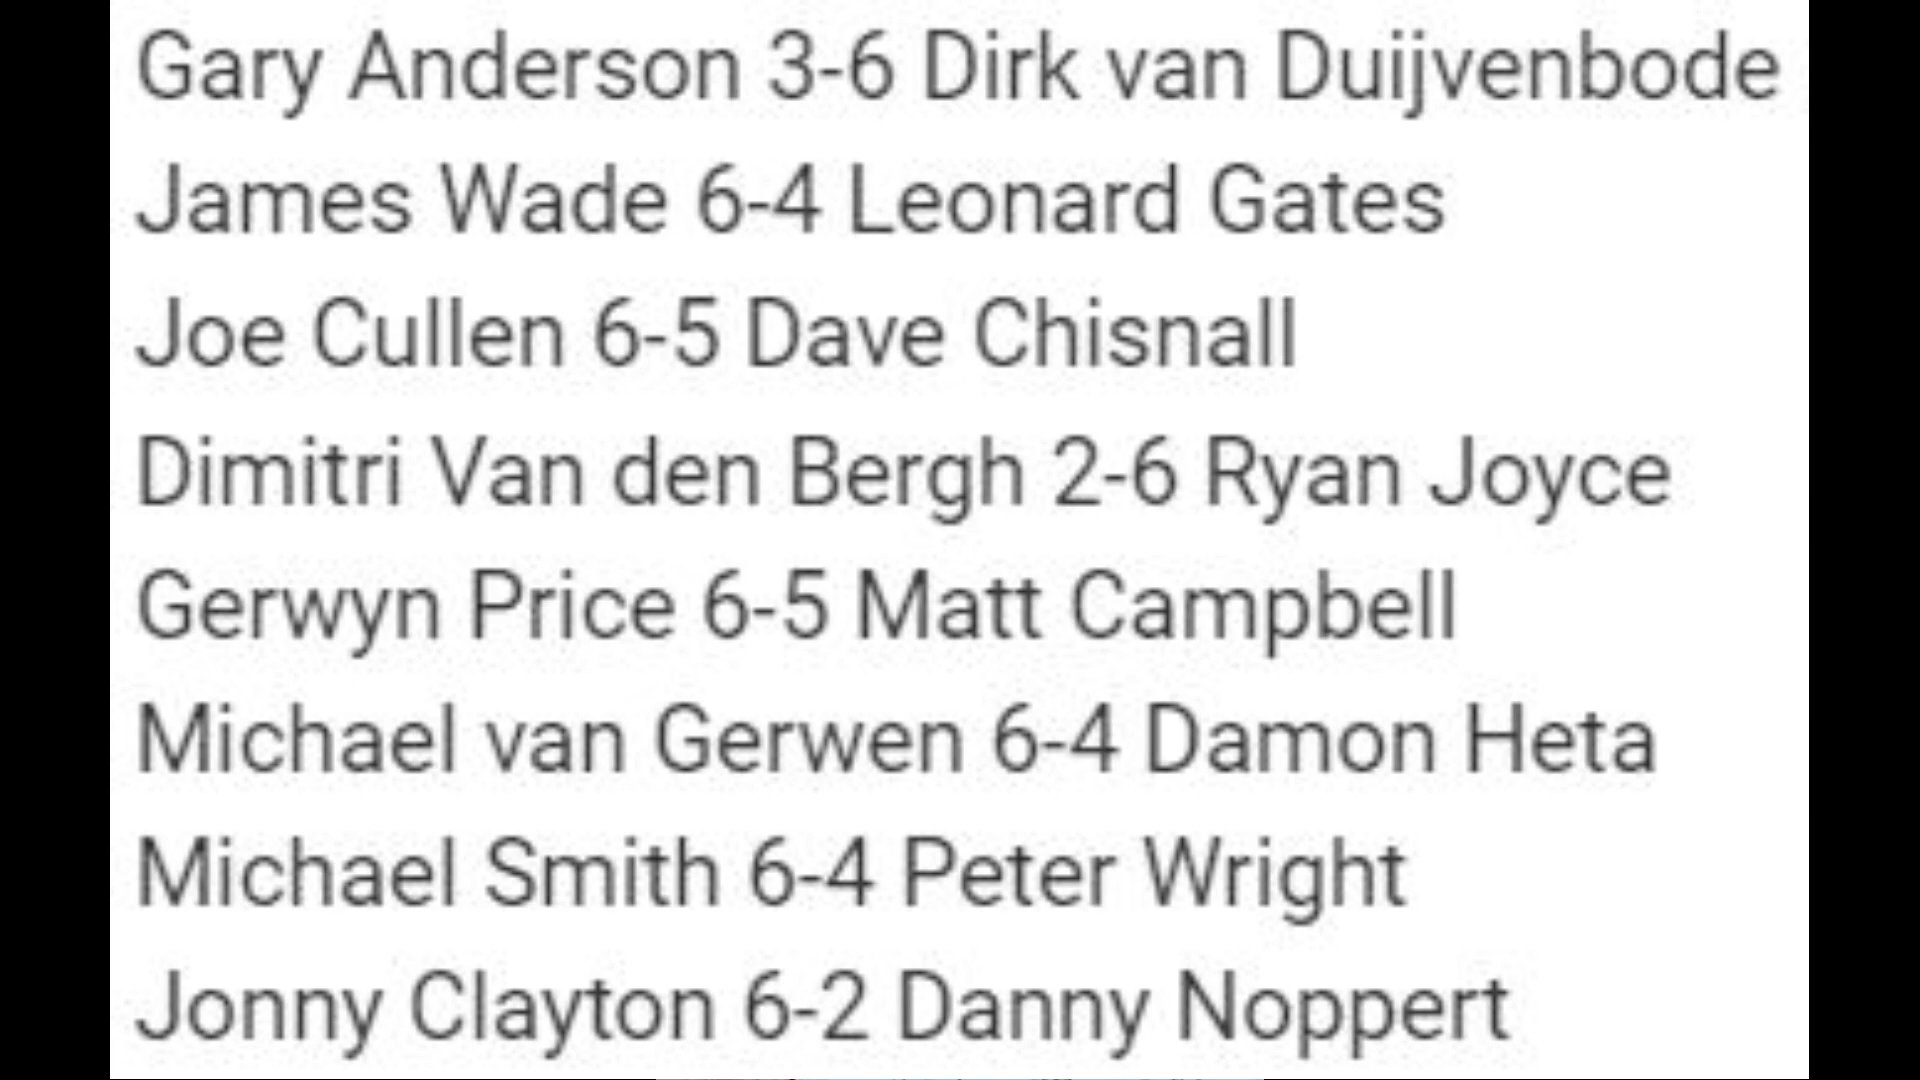 Gary Anderson 3-6 Dirk van Duijvenbode
James Wade 6-4 Leonard Gates
Joe Cullen 6-5 Dave Chisnall
Dimitri Van den Bergh 2-6 Ryan Joyce
Gerwyn Price 6-5 Matt Campbell
Michael van Gerwen 6-4 Damon Heta
Michael Smith 6-4 Peter Wright
Jonny Clayton 6-2 Danny Noppert